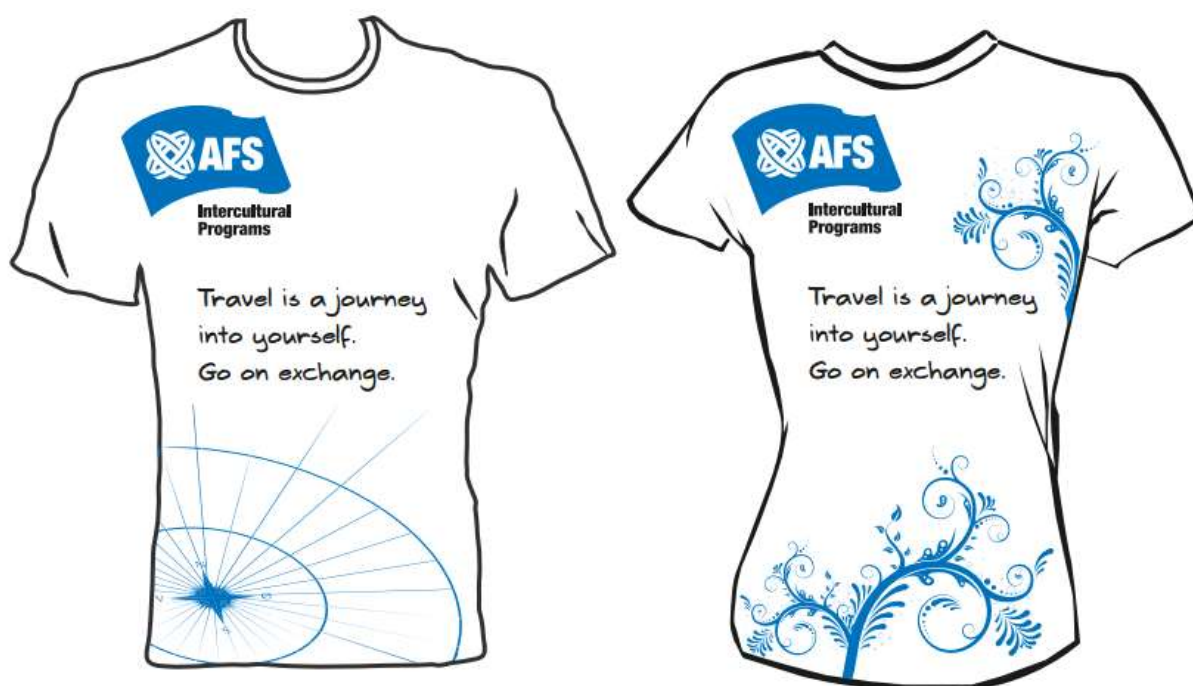 AFS
Intercultural
Programs
Travel is a journey
into yourself.
Go on exchange.
AFS
Intercultural
Programs
Travel is a journey
into yourself.
Go on exchange.